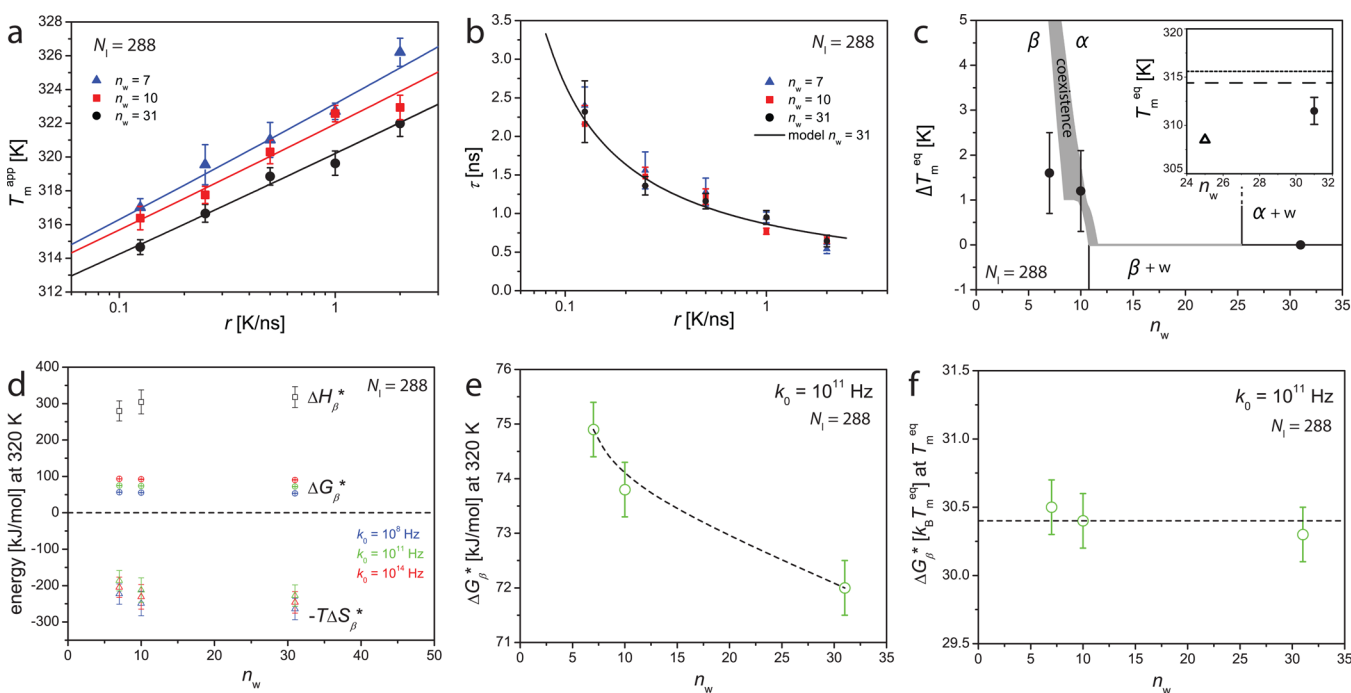 a
N_l = 288
n_w = 7
n_w = 10
n_w = 31
T_m^app [K]
328
326
324
322
320
318
316
314
312
0.1
1
r [K/ns]
b
N_l = 288
n_w = 7
n_w = 10
n_w = 31
model n_w = 31
τ [ns]
3.5
3.0
2.5
2.0
1.5
1.0
0.5
0.0
0.1
1
r [K/ns]
c
β
α
coexistence
ΔT_m^eq [K]
5
4
3
2
1
0
-1
T_m^eq [K]
320
315
310
305
24
26
28
30
32
n_w
α + w
β + w
N_l = 288
0
5
10
15
20
25
30
35
n_w
d
N_l = 288
ΔH_β*
ΔG_β*
k_0 = 10^8 Hz
k_0 = 10^11 Hz
k_0 = 10^14 Hz
-TΔS_β*
energy [kJ/mol] at 320 K
400
300
200
100
0
-100
-200
-300
0
10
20
30
40
50
n_w
e
k_0 = 10^11 Hz
N_l = 288
ΔG_β* [kJ/mol] at 320 K
76
75
74
73
72
71
0
5
10
15
20
25
30
35
n_w
f
k_0 = 10^11 Hz
N_l = 288
ΔG_β* [k_B T_m^eq] at T_m^eq
31.5
31.0
30.5
30.0
29.5
0
5
10
15
20
25
30
35
n_w